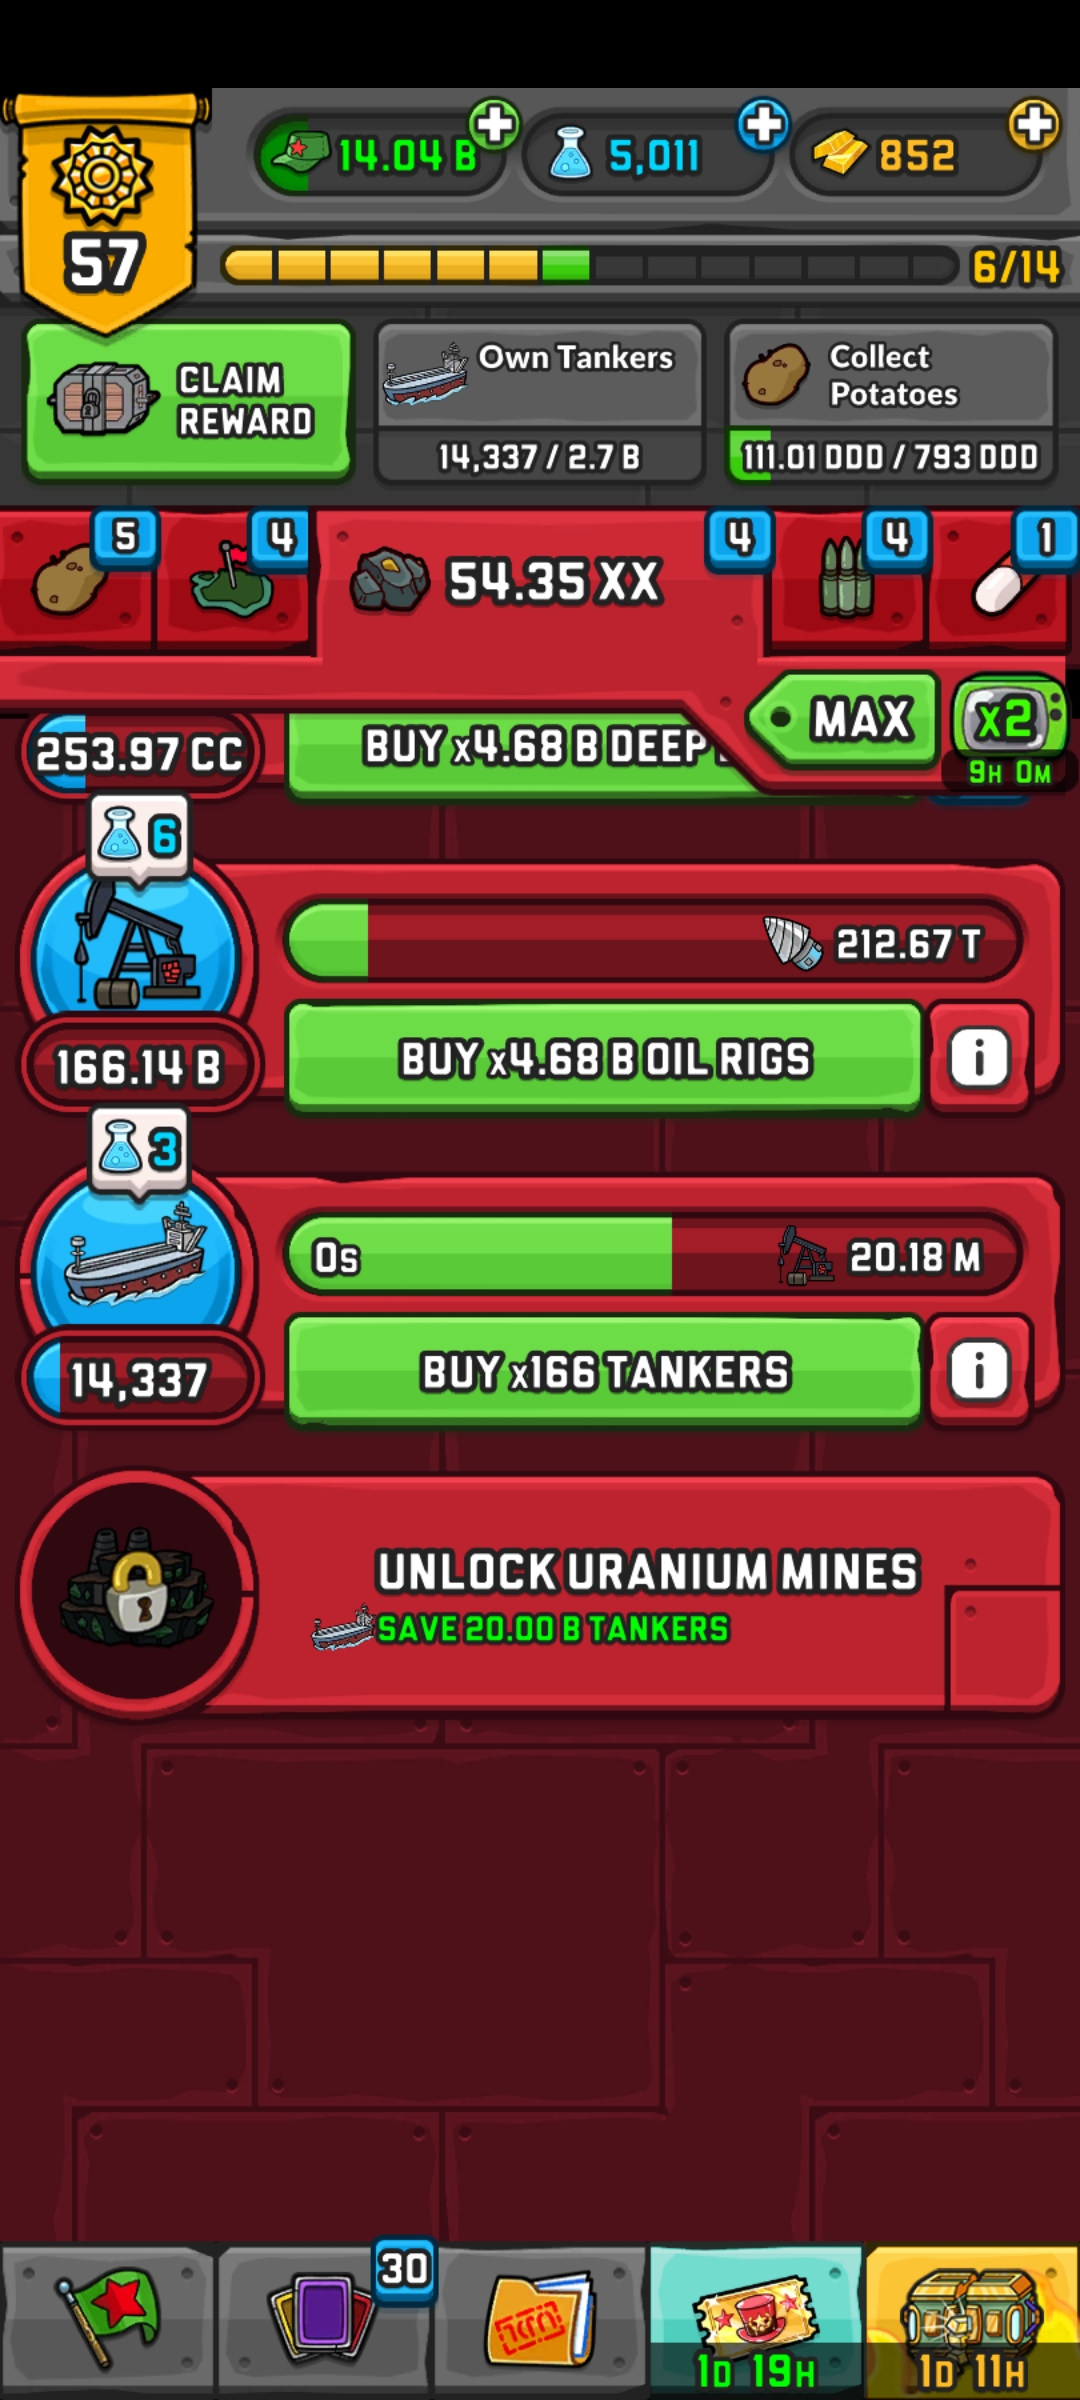 14.04 B
5,011
852
57
6/14
CLAIM
REWARD
Own Tankers
14,337 / 2.7 B
Collect
Potatoes
111.01 DDD / 793 DDD
5
4
54.35 XX
4
4
1
MAX
x2
9H 0M
253.97 CC
BUY x4.68 B DEEP
6
212.67 T
166.14 B
BUY x4.68 B OIL RIGS
i
3
0s
20.18 M
14,337
BUY x166 TANKERS
i
UNLOCK URANIUM MINES
SAVE 20.00 B TANKERS
30
1D 19H
1D 11H